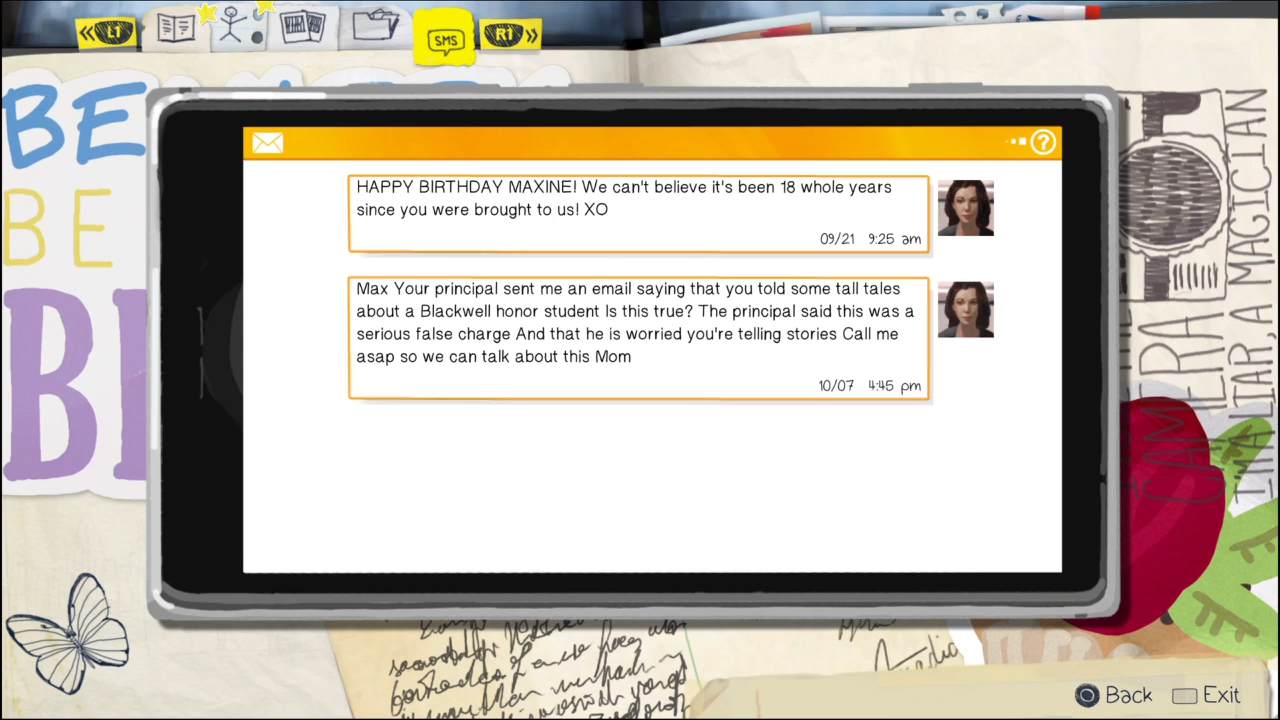 L1
SMS
R1
BE
BE
HAPPY BIRTHDAY MAXINE! We can't believe it's been 18 whole years
since you were brought to us! XO
09/21 9:25 am
Max Your principal sent me an email saying that you told some tall tales
about a Blackwell honor student Is this true? The principal said this was a
serious false charge And that he is worried you're telling stories Call me
asap so we can talk about this Mom
10/07 4:45 pm
CAMERA
I'M A LIAR, A MAGICIAN
Back
Exit